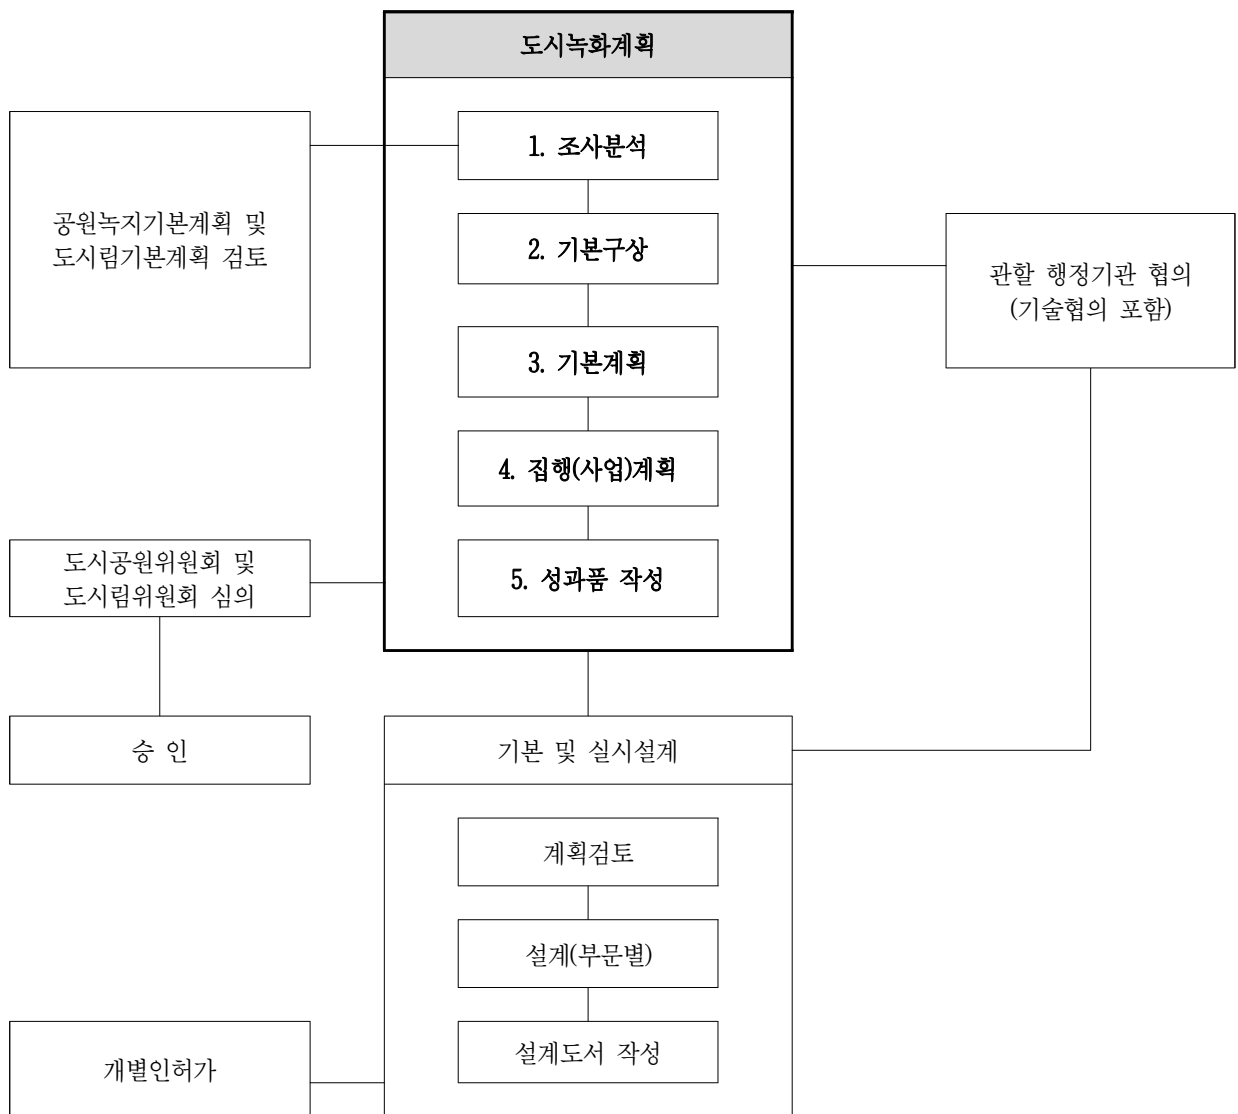 도시녹화계획
1. 조사분석
공원녹지기본계획 및
도시림기본계획 검토
2. 기본구상
관할 행정기관 협의
(기술협의 포함)
3. 기본계획
4. 집행(사업)계획
도시공원위원회 및
도시림위원회 심의
5. 성과품 작성
승 인
기본 및 실시설계
계획검토
설계(부문별)
설계도서 작성
개별인허가